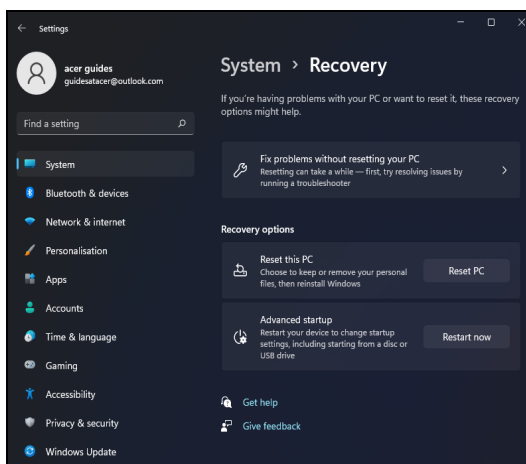 Settings
acer guides
guidesatacer@outlook.com
Find a setting
System
Bluetooth & devices
Network & internet
Personalisation
Apps
Accounts
Time & language
Gaming
Accessibility
Privacy & security
Windows Update
System > Recovery
If you're having problems with your PC or want to reset it, these recovery
options might help.
Fix problems without resetting your PC
Resetting can take a while — first, try resolving issues by
running a troubleshooter
Recovery options
Reset this PC
Choose to keep or remove your personal
files, then reinstall Windows
Reset PC
Advanced startup
Restart your device to change startup
settings, including starting from a disc or
USB drive
Restart now
Get help
Give feedback